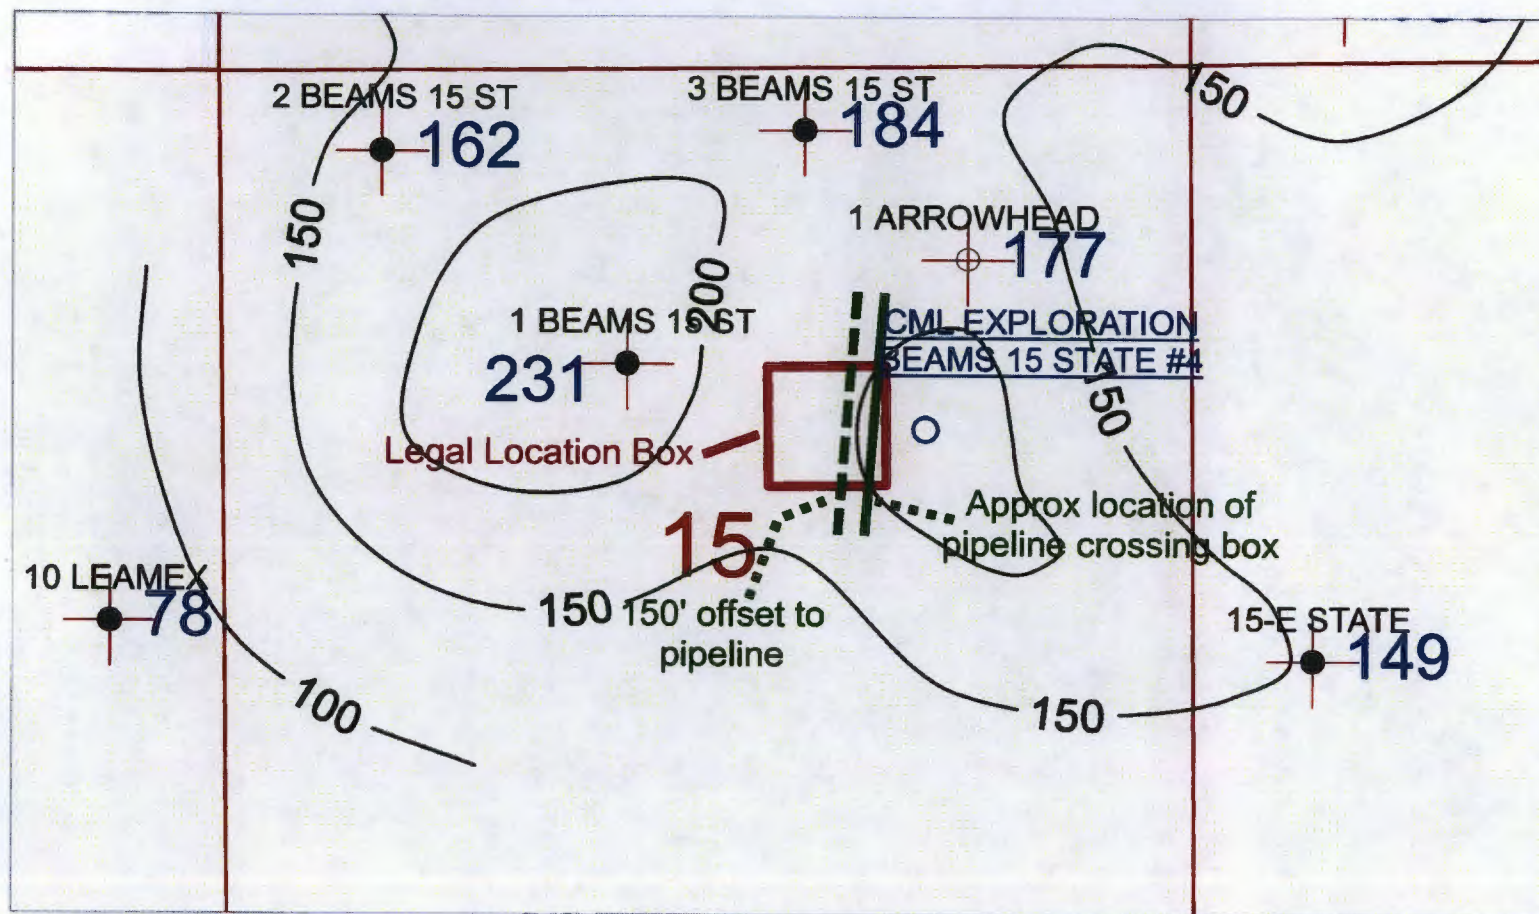 150
2 BEAMS 15 ST
162
3 BEAMS 15 ST
184
150
1 ARROWHEAD
177
200
1 BEAMS 15 ST
231
CML EXPLORATION
BEAMS 15 STATE #4
150
Legal Location Box
15
Approx location of
pipeline crossing box
10 LEAMEX
78
150
150' offset to
pipeline
15-E STATE
149
100
150